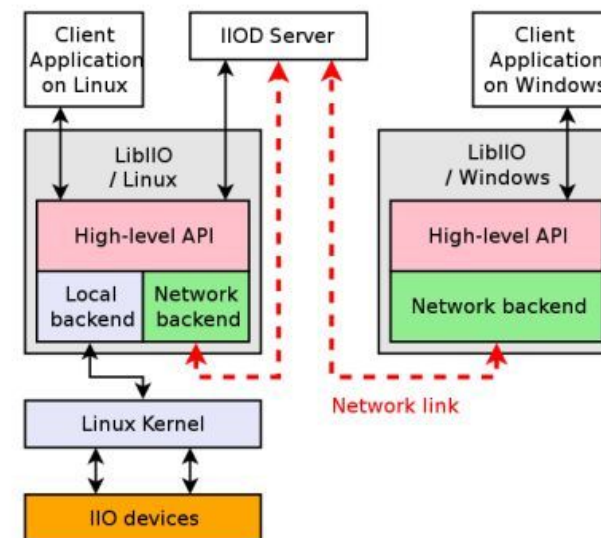 Client
Application
on Linux
IIOD Server
Client
Application
on Windows
LibIIO
/ Linux
LibIIO
/ Windows
High-level API
High-level API
Local
backend
Network
backend
Network backend
Network link
Linux Kernel
IIO devices